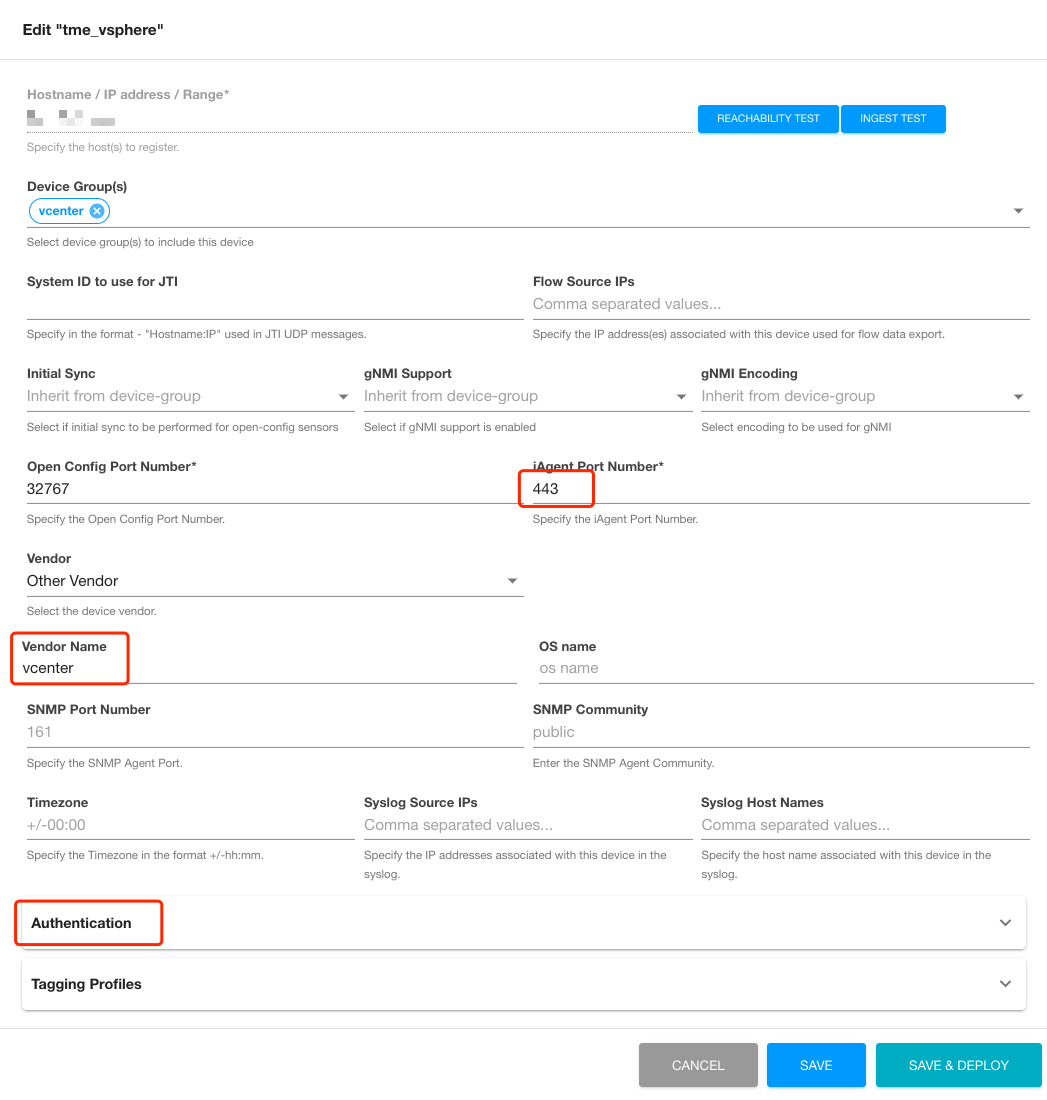 Edit "tme_vsphere"
Hostname / IP address / Range*
REACHABILITY TEST
INGEST TEST
Specify the host(s) to register.
Device Group(s)
vcenter
Select device group(s) to include this device
System ID to use for JTI
Flow Source IPs
Comma separated values...
Specify in the format - "Hostname:IP" used in JTI UDP messages.
Specify the IP address(es) associated with this device used for flow data export.
Initial Sync
gNMI Support
gNMI Encoding
Inherit from device-group
Inherit from device-group
Inherit from device-group
Select if initial sync to be performed for open-config sensors
Select if gNMI support is enabled
Select encoding to be used for gNMI
Open Config Port Number*
iAgent Port Number*
32767
443
Specify the Open Config Port Number.
Specify the iAgent Port Number.
Vendor
Other Vendor
Select the device vendor.
Vendor Name
OS name
vcenter
os name
SNMP Port Number
SNMP Community
161
public
Specify the SNMP Agent Port.
Enter the SNMP Agent Community.
Timezone
Syslog Source IPs
Syslog Host Names
+/-00:00
Comma separated values...
Comma separated values...
Specify the Timezone in the format +/-hh:mm.
Specify the IP addresses associated with this device in the
syslog.
Specify the host name associated with this device in the
syslog.
Authentication
Tagging Profiles
CANCEL
SAVE
SAVE & DEPLOY